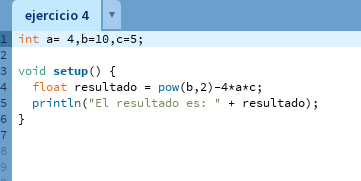 ejercicio 4 ▼
1 int a= 4,b=10,c=5;
2
3 void setup() {
4   float resultado = pow(b,2)-4*a*c;
5   println("El resultado es: " + resultado);
6 }
7
8
9